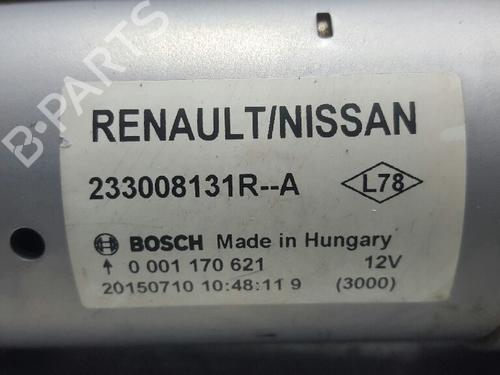 RENAULT/NISSAN
233008131R--A L78
BOSCH Made in Hungary
↑ 0 001 170 621 12V
20150710 10:48:11 9 (3000)
B-PARTS